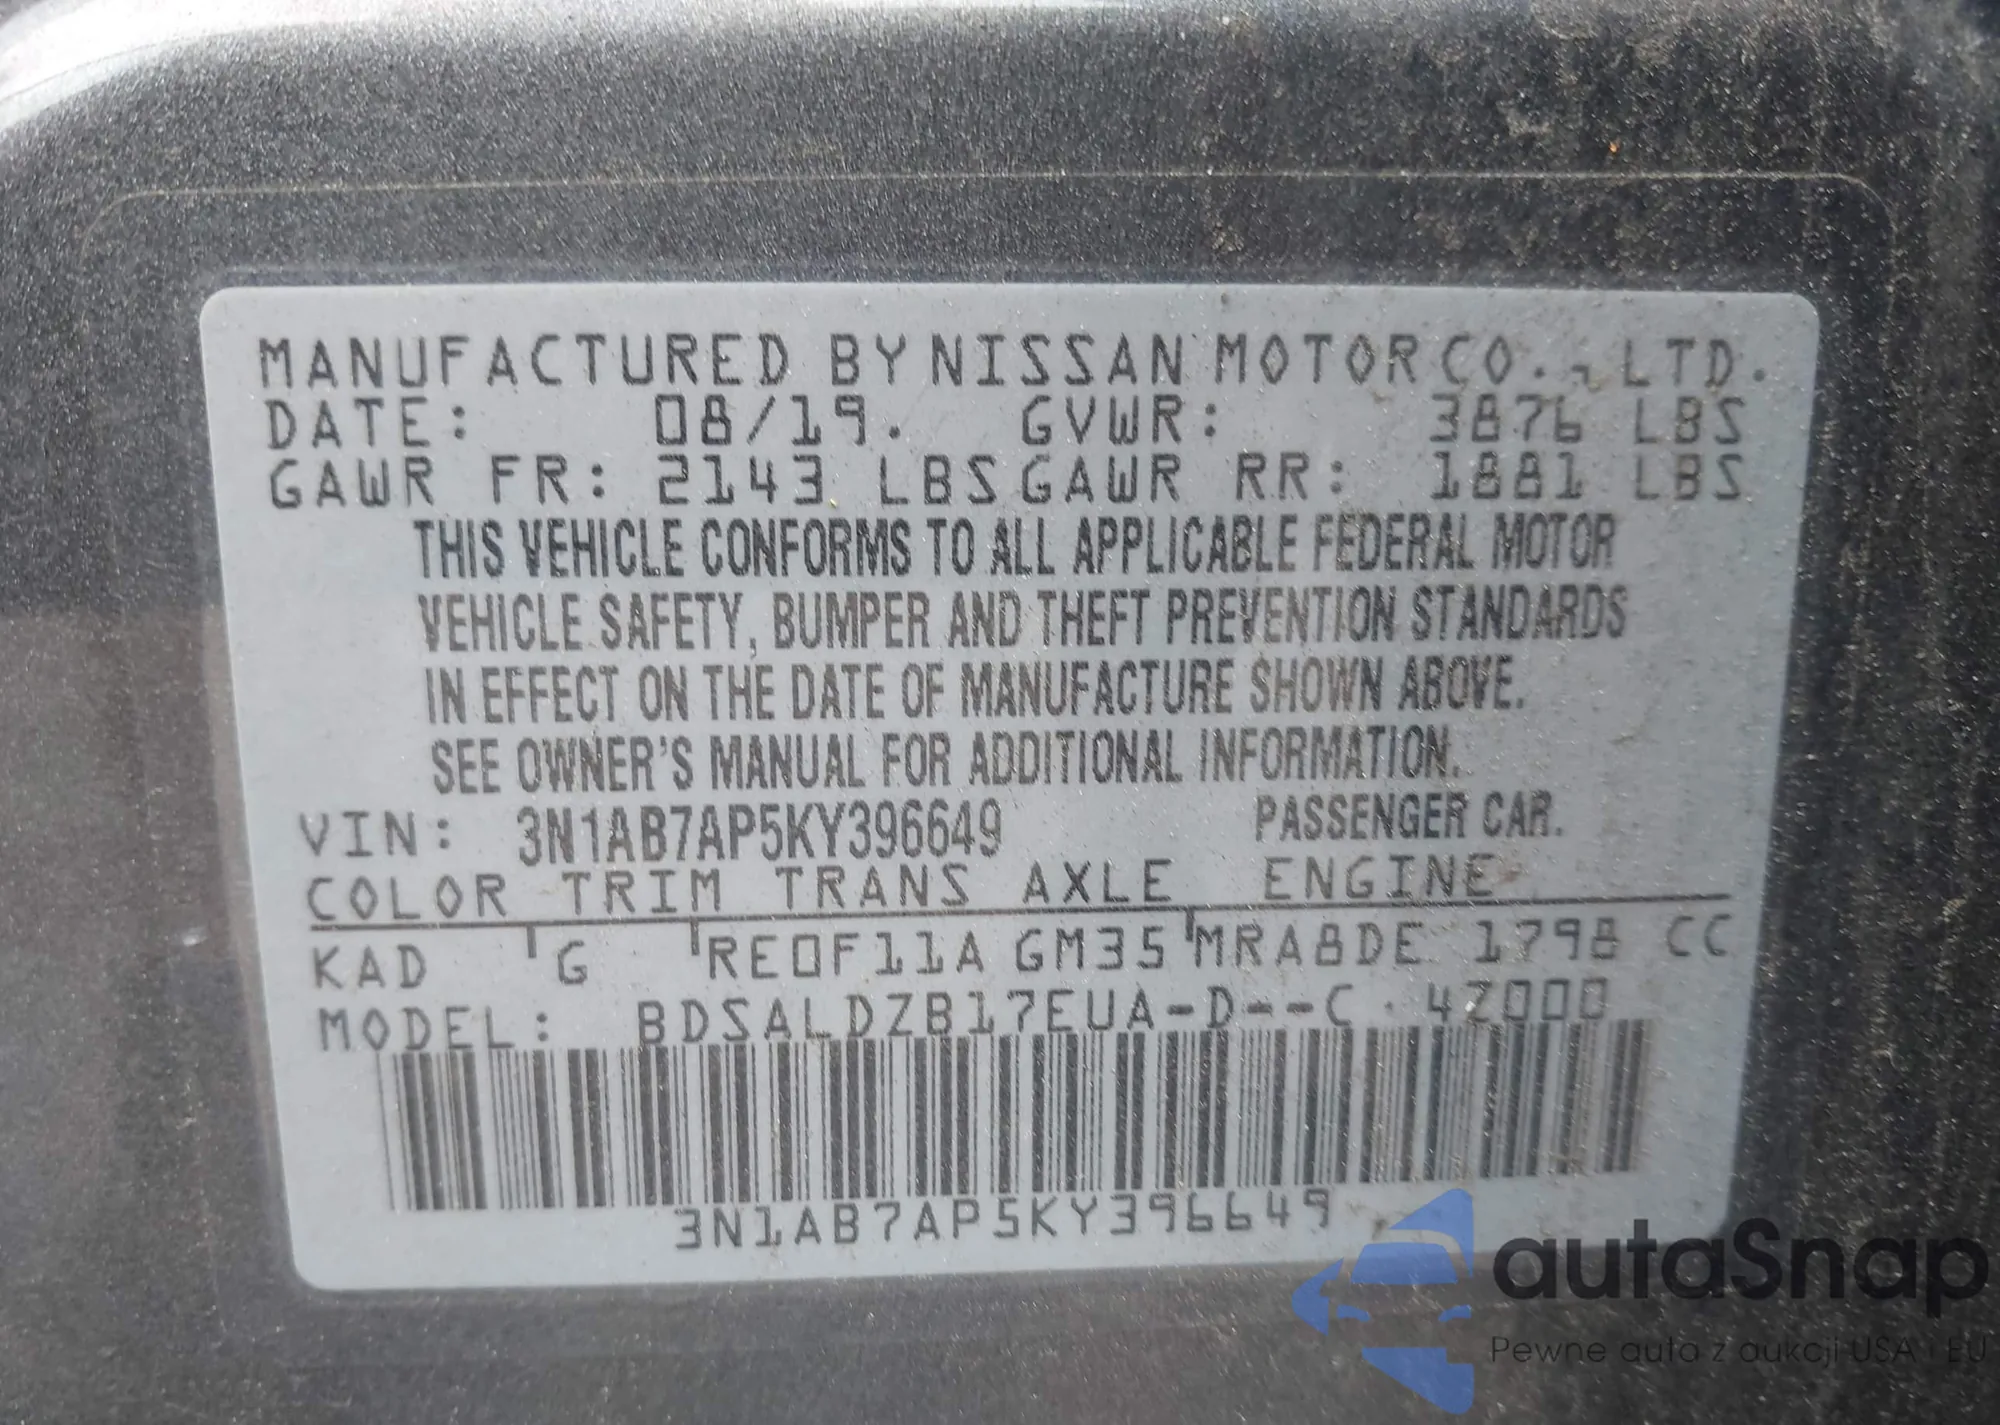 MANUFACTURED BY NISSAN MOTOR CO., LTD.
DATE: 08/19. GVWR: 3876 LBS
GAWR FR: 2143 LBS GAWR RR: 1881 LBS
THIS VEHICLE CONFORMS TO ALL APPLICABLE FEDERAL MOTOR
VEHICLE SAFETY, BUMPER AND THEFT PREVENTION STANDARDS
IN EFFECT ON THE DATE OF MANUFACTURE SHOWN ABOVE.
SEE OWNER'S MANUAL FOR ADDITIONAL INFORMATION.
VIN: 3N1AB7AP5KY396649 PASSENGER CAR.
COLOR TRIM TRANS AXLE ENGINE
KAD G RE0F11A GM35 MRA8DE 1798 CC
MODEL: BDSALDZB17EUA-D--C- 4Z000
3N1AB7AP5KY396649
autaSnap
Pewne auta z aukcji USA i EU